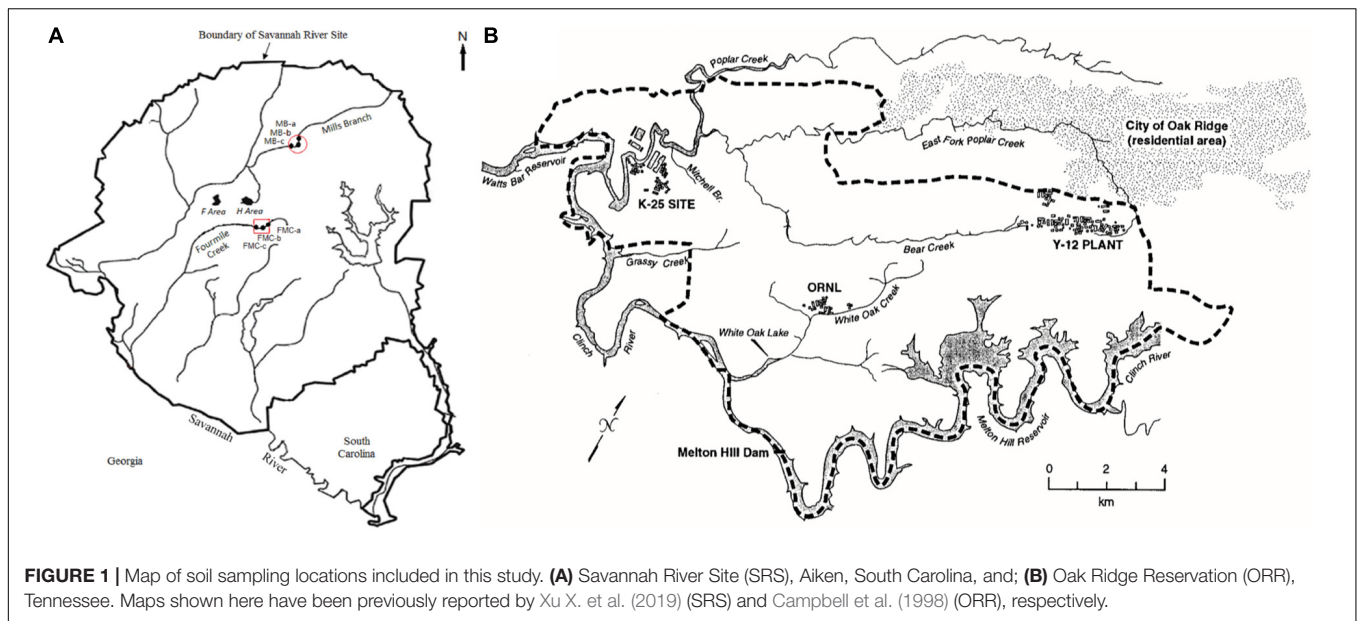 A
Boundary of Savannah River Site
N
MB-a
MB-b
MB-c
Mills Branch
F Area
H Area
FMC-a
FMC-b
FMC-c
Fourmile
Creek
Savannah
River
Georgia
South
Carolina
B
Poplar Creek
City of Oak Ridge
(residential area)
East Fork Poplar Creek
Watts Bar Reservoir
Mitchell Br.
K-25 SITE
Y-12 PLANT
Bear Creek
Grassy Creek
ORNL
White Oak Creek
White Oak Lake
Clinch
River
Clinch River
Melton Hill Reservoir
N
Melton Hill Dam
0 2 4
km
FIGURE 1 | Map of soil sampling locations included in this study. (A) Savannah River Site (SRS), Aiken, South Carolina, and; (B) Oak Ridge Reservation (ORR),
Tennessee. Maps shown here have been previously reported by Xu X. et al. (2019) (SRS) and Campbell et al. (1998) (ORR), respectively.